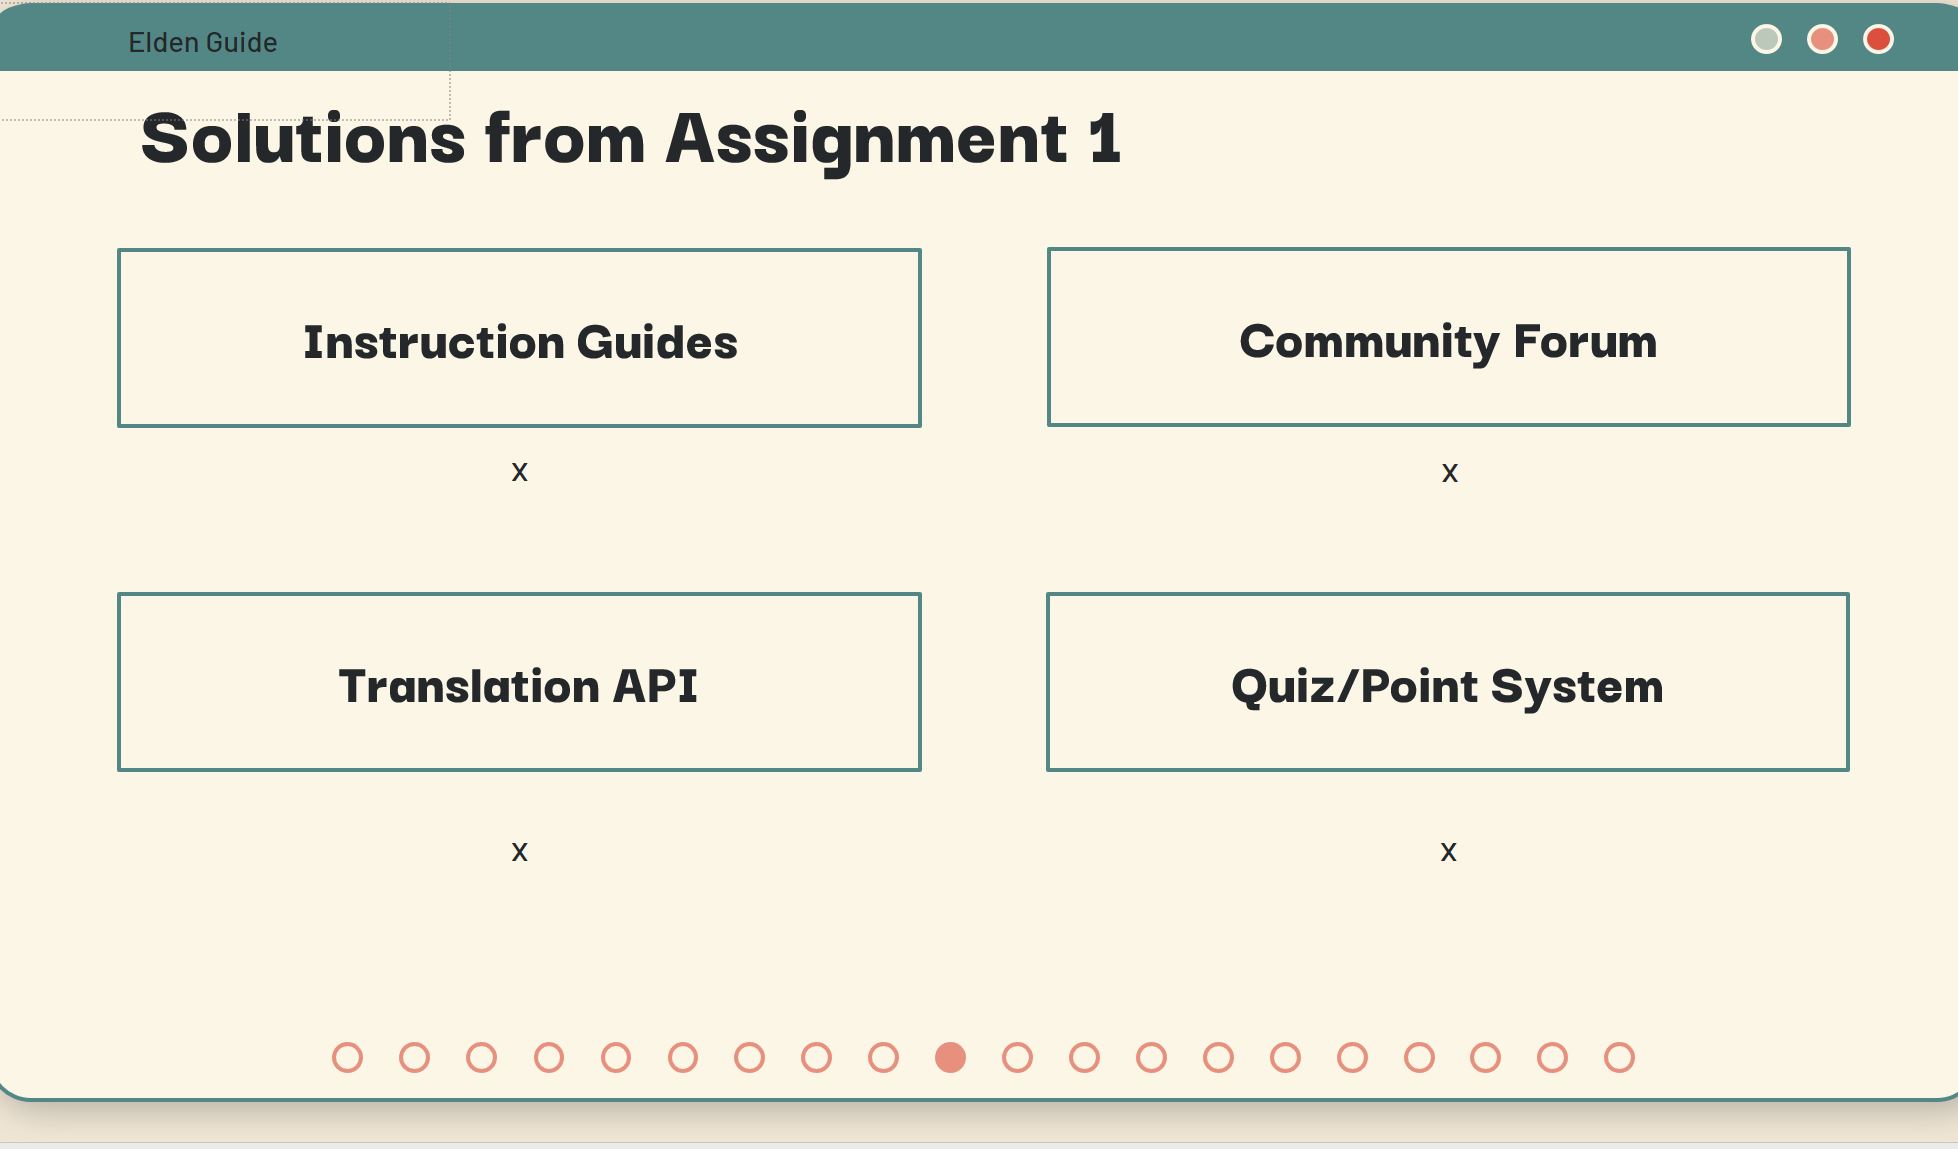 Elden Guide
Solutions from Assignment 1
Instruction Guides
Community Forum
x
x
Translation API
Quiz/Point System
x
x